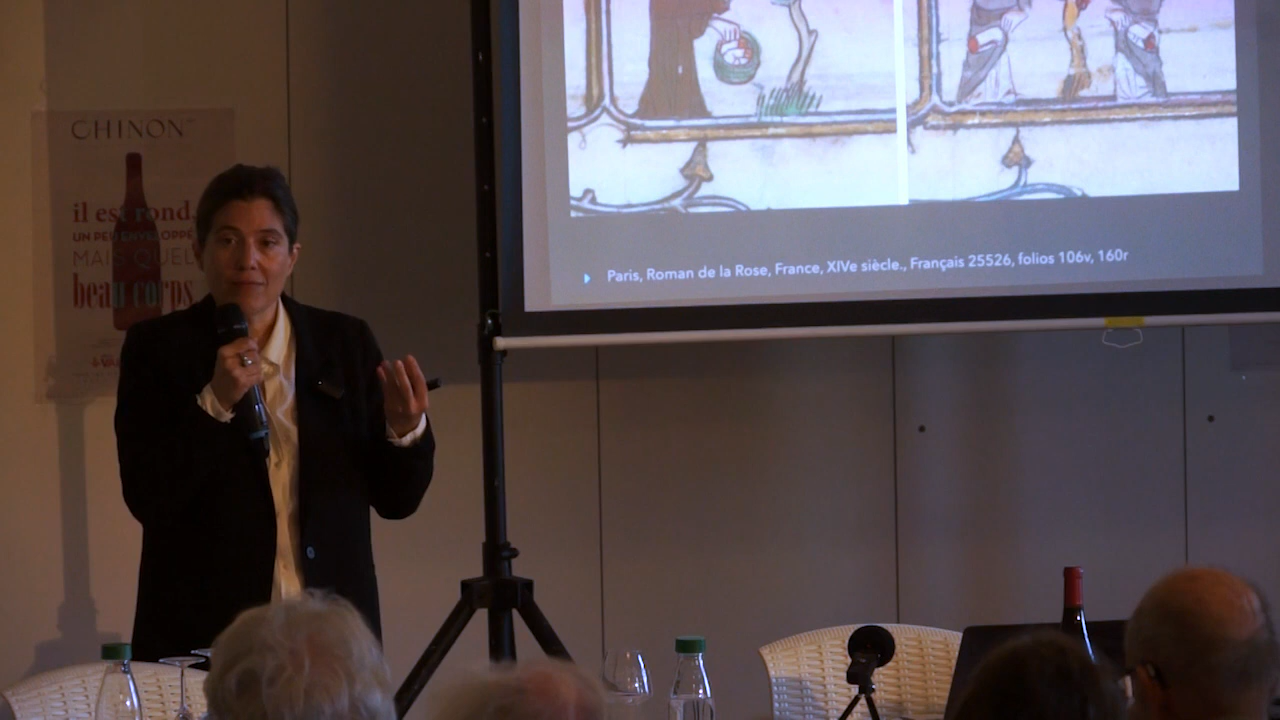 CHINON
il est rond,
UN PEU ENVELOPPÉ
MAIS QUEL
beau corps
Paris, Roman de la Rose, France, XIVe siècle., Français 25526, folios 106v, 160r